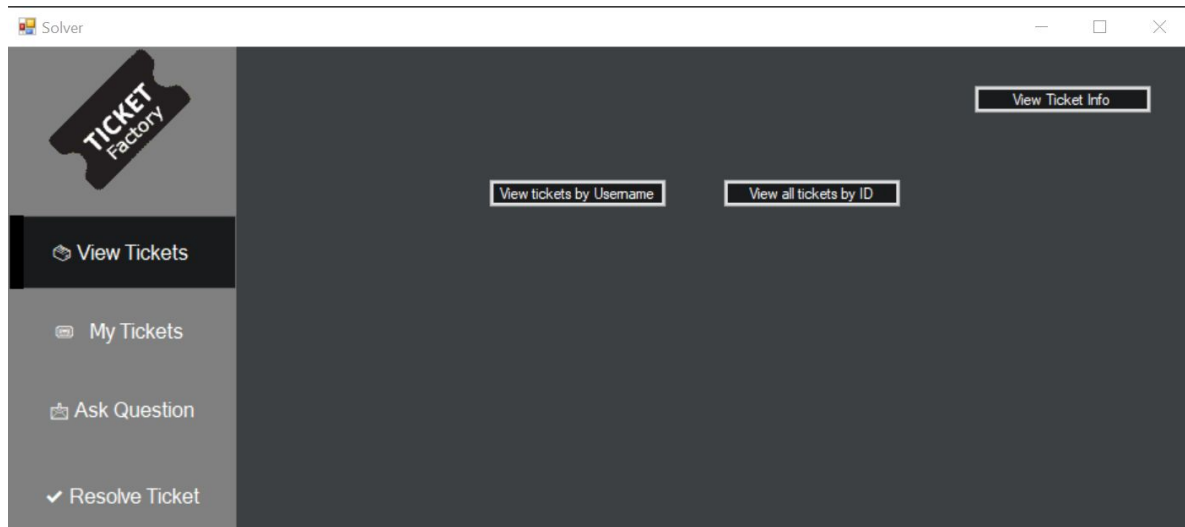 Solver
TICKET
Factory
View Ticket Info
View tickets by Username
View all tickets by ID
View Tickets
My Tickets
Ask Question
Resolve Ticket